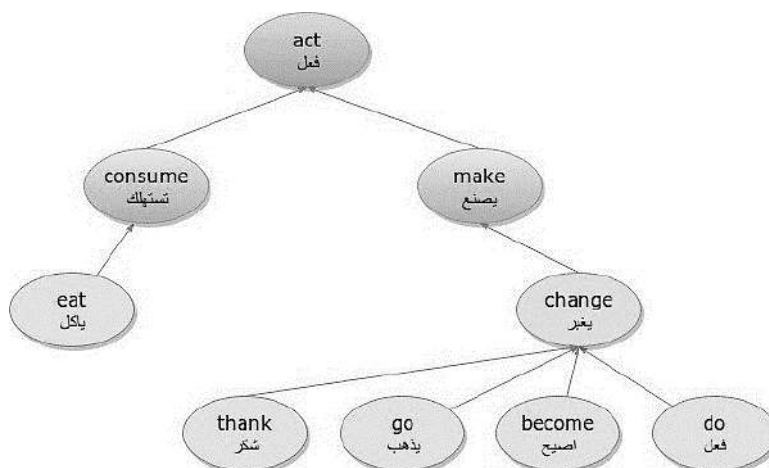 act
فعل
consume
تستهلك
make
يصنع
eat
ياكل
change
يغير
thank
شكر
go
يذهب
become
اصبح
do
فعل